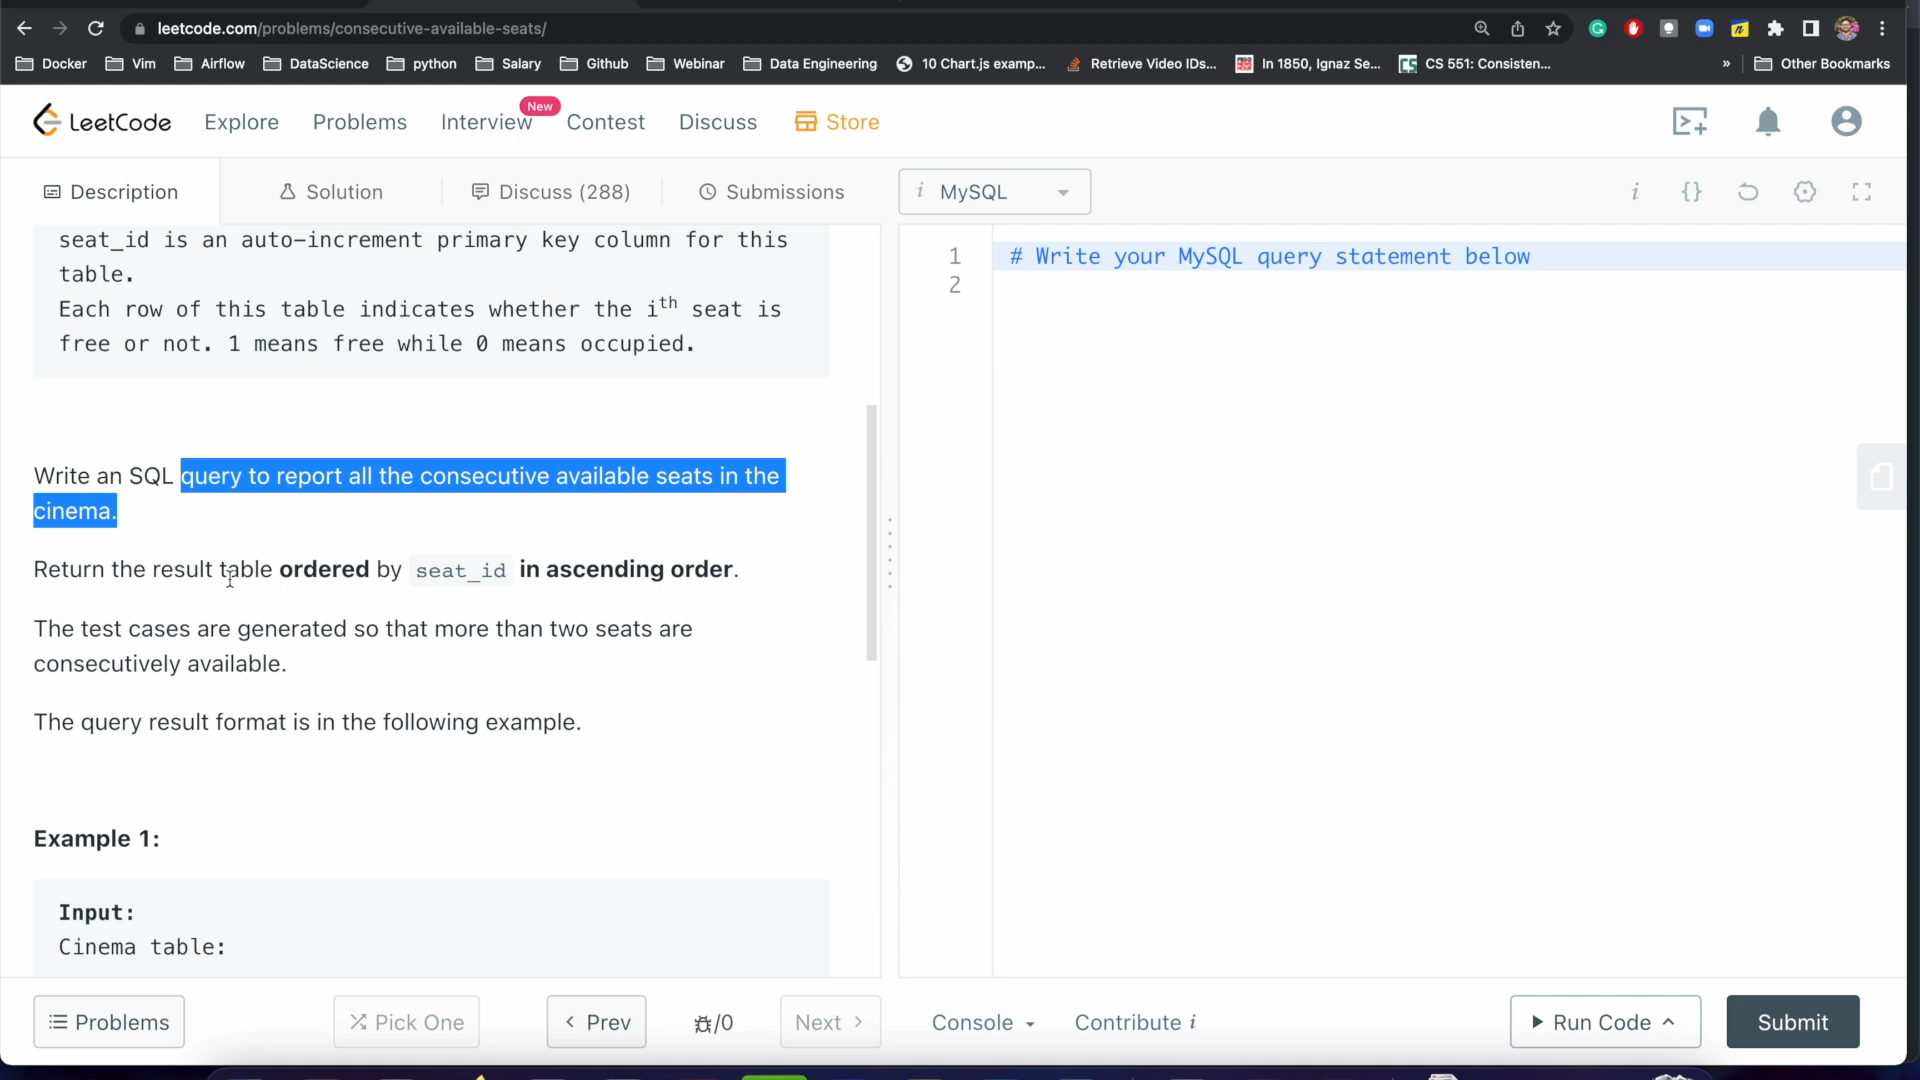 leetcode.com/problems/consecutive-available-seats/
Docker Vim Airflow DataScience python Salary Github Webinar Data Engineering 10 Chart.js examp... Retrieve Video IDs... In 1850, Ignaz Se... CS 551: Consisten... » Other Bookmarks
LeetCode Explore Problems Interview New Contest Discuss Store
Description Solution Discuss (288) Submissions i MySQL
seat_id is an auto-increment primary key column for this
table.
Each row of this table indicates whether the ith seat is
free or not. 1 means free while 0 means occupied.
Write an SQL query to report all the consecutive available seats in the
cinema.
Return the result table ordered by seat_id in ascending order.
The test cases are generated so that more than two seats are
consecutively available.
The query result format is in the following example.
Example 1:
Input:
Cinema table:
1 # Write your MySQL query statement below
2
Problems Pick One Prev /0 Next Console Contribute i Run Code Submit